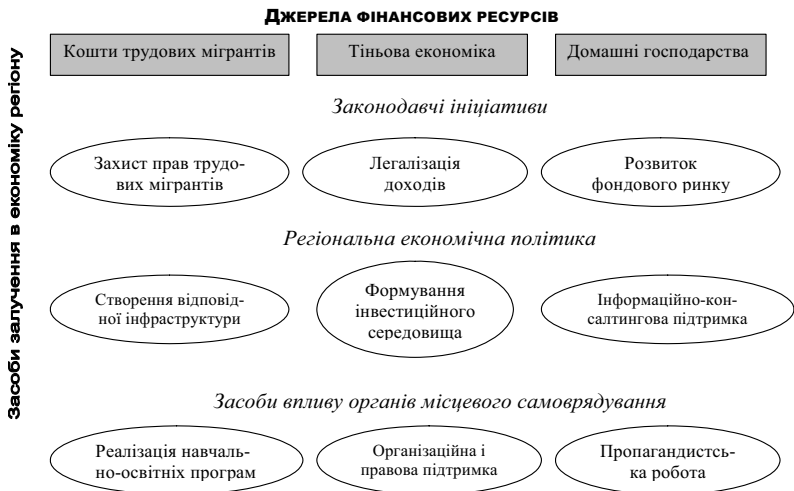 ДЖЕРЕЛА ФІНАНСОВИХ РЕСУРСІВ
Засоби залучення в економіку регіону
Кошти трудових мігрантів
Тіньова економіка
Домашні господарства
Законодавчі ініціативи
Захист прав трудо-
вих мігрантів
Легалізація
доходів
Розвиток
фондового ринку
Регіональна економічна політика
Створення відповід-
ної інфраструктури
Формування
інвестиційного
середовища
Інформаційно-кон-
салтингова підтримка
Засоби впливу органів місцевого самоврядування
Реалізація навчаль-
но-освітніх програм
Організаційна і
правова підтримка
Пропагандистсь-
ка робота